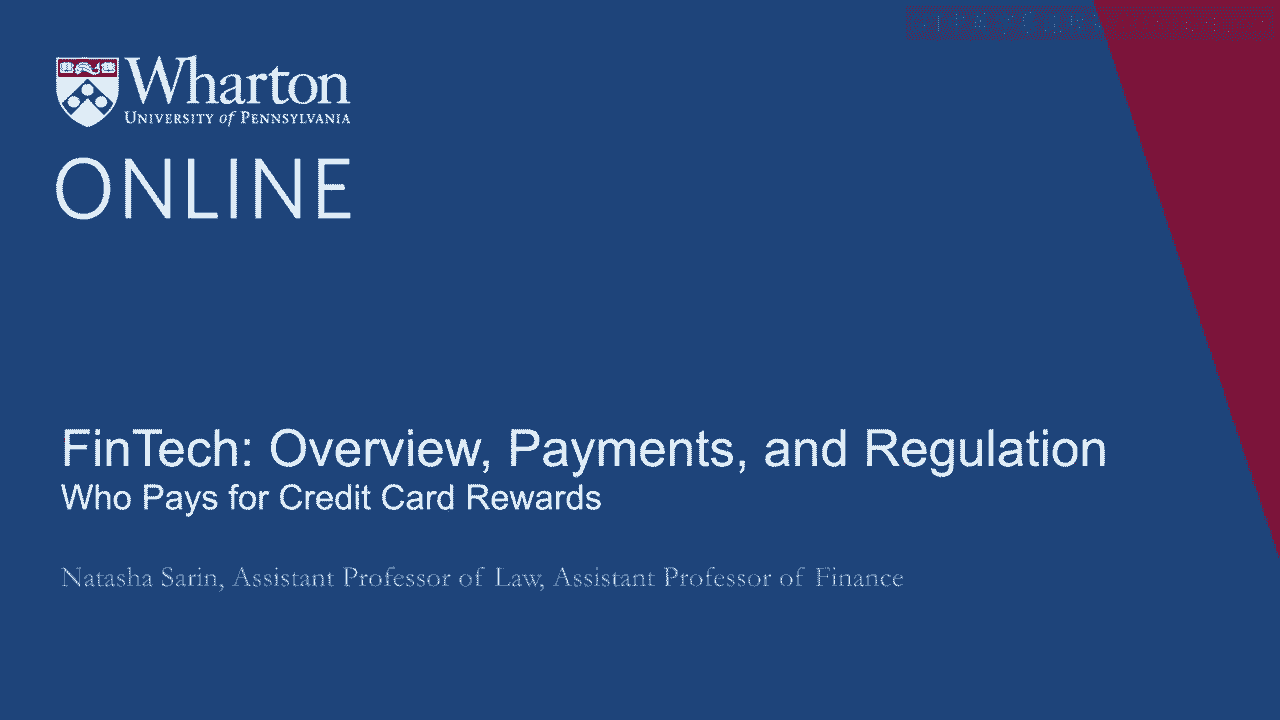 Wharton
UNIVERSITY of PENNSYLVANIA
ONLINE
FinTech: Overview, Payments, and Regulation
Who Pays for Credit Card Rewards
Natasha Sarin, Assistant Professor of Law, Assistant Professor of Finance